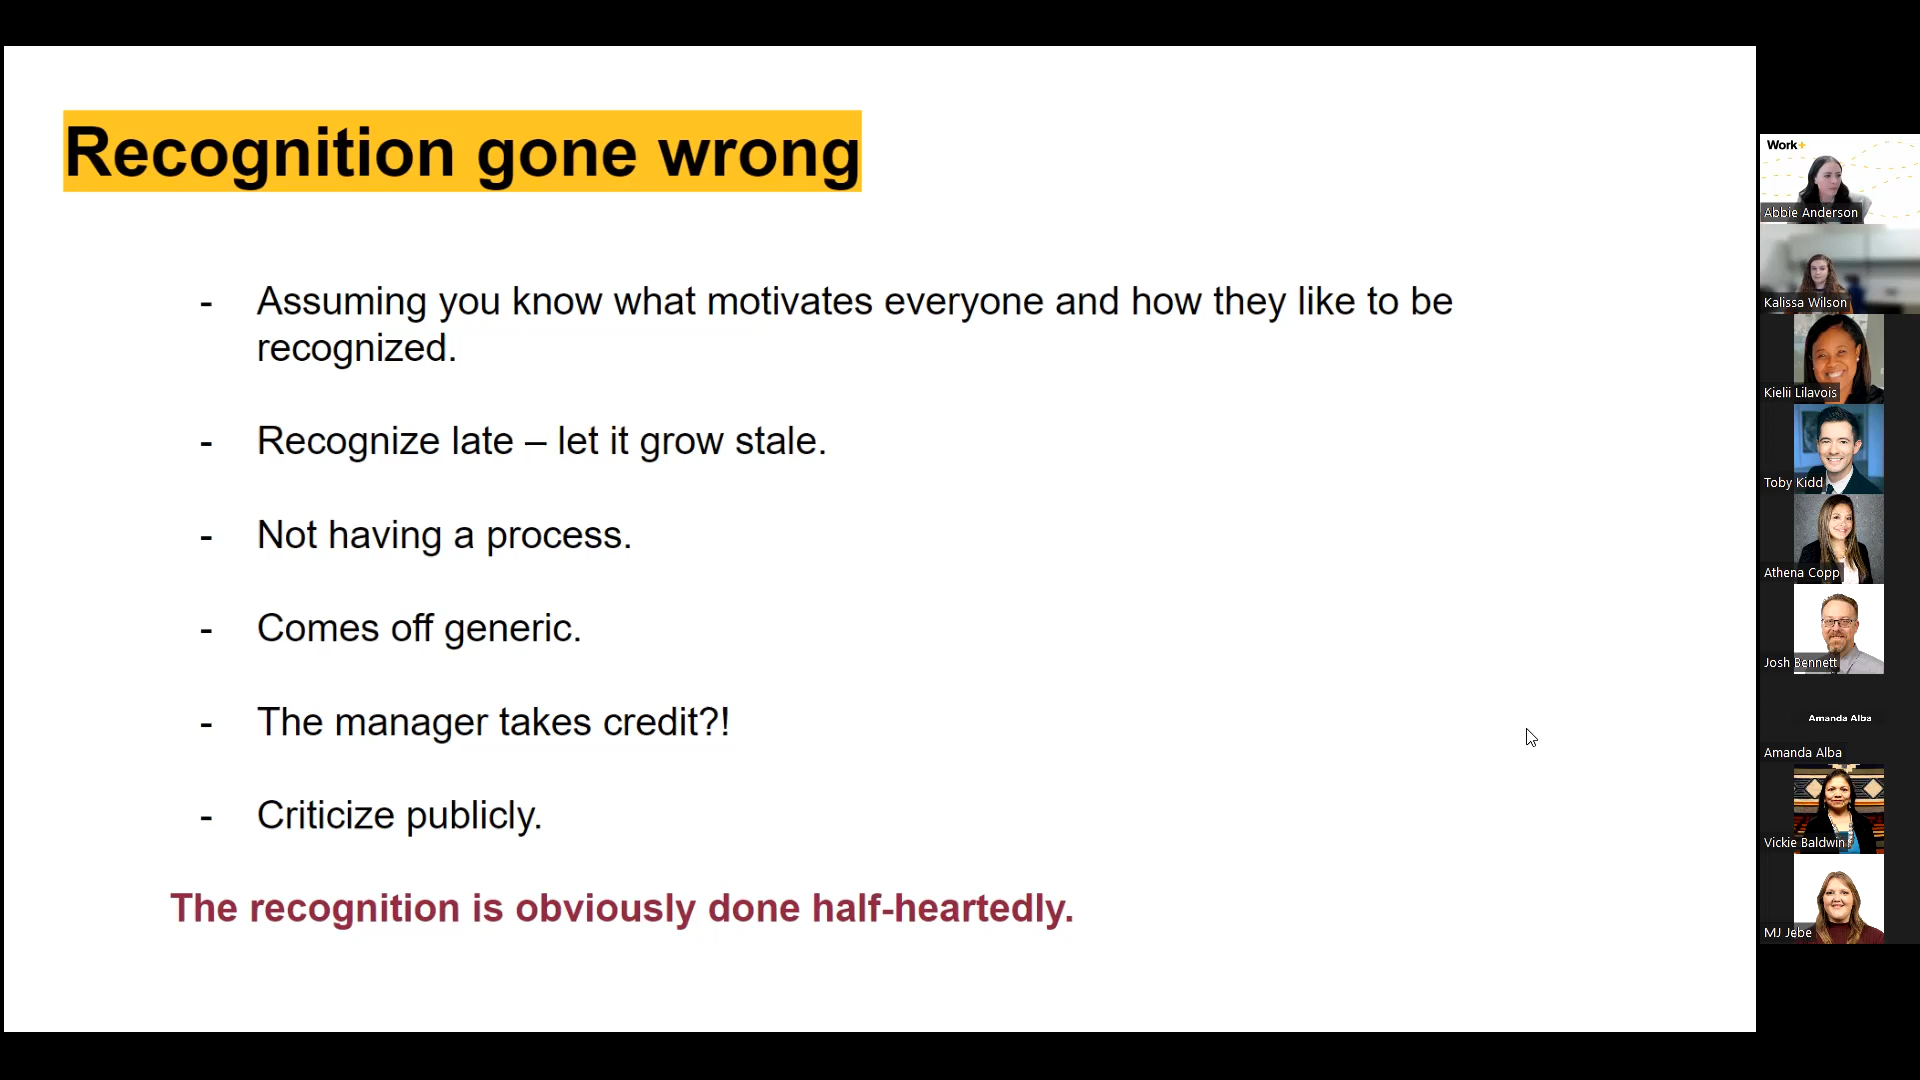 Recognition gone wrong
- Assuming you know what motivates everyone and how they like to be
recognized.
- Recognize late – let it grow stale.
- Not having a process.
- Comes off generic.
- The manager takes credit?!
- Criticize publicly.
The recognition is obviously done half-heartedly.
Work+
Abbie Anderson
Kalissa Wilson
Kielii Lilavois
Toby Kidd
Athena Copp
Josh Bennett
Amanda Alba
Amanda Alba
Vickie Baldwin
MJ Jebe